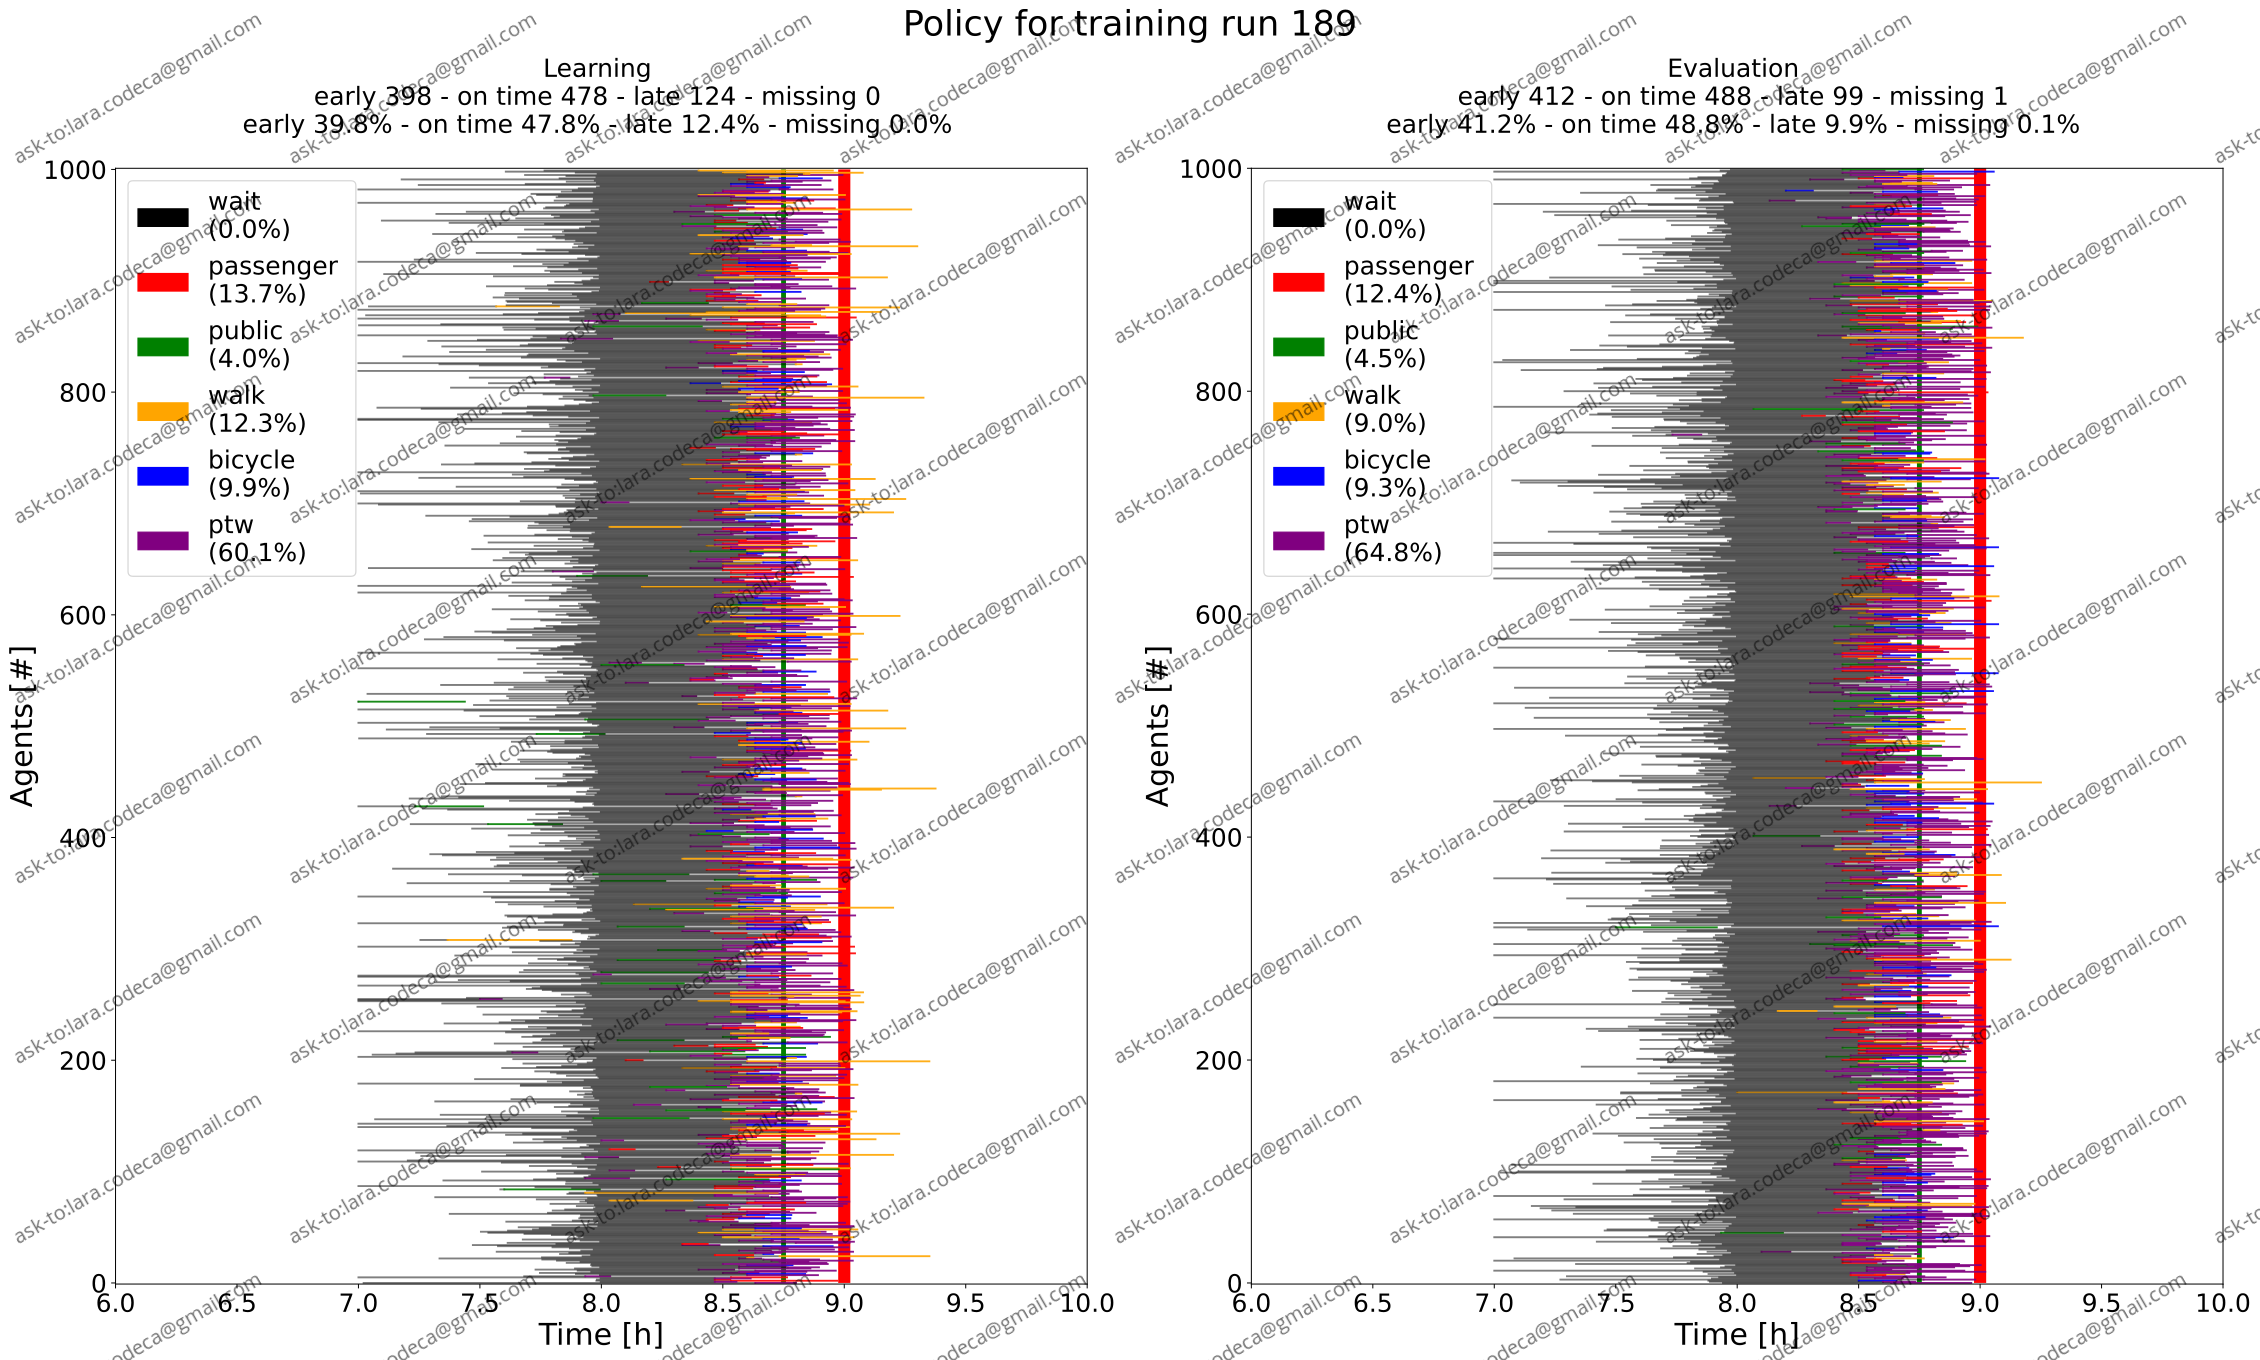 Policy for training run 189
Learning
early 398 - on time 478 - late 124 - missing 0
early 39.8% - on time 47.8% - late 12.4% - missing 0.0%
1000
800
600
400
200
0
Agents [#]
wait
(0.0%)
passenger
(13.7%)
public
(4.0%)
walk
(12.3%)
bicycle
(9.9%)
ptw
(60.1%)
6.0 6.5 7.0 7.5 8.0 8.5 9.0 9.5 10.0
Time [h]
Evaluation
early 412 - on time 488 - late 99 - missing 1
early 41.2% - on time 48.8% - late 9.9% - missing 0.1%
1000
800
600
400
200
0
Agents [#]
wait
(0.0%)
passenger
(12.4%)
public
(4.5%)
walk
(9.0%)
bicycle
(9.3%)
ptw
(64.8%)
6.0 6.5 7.0 7.5 8.0 8.5 9.0 9.5 10.0
Time [h]
ask-to:lara.codeca@gmail.com